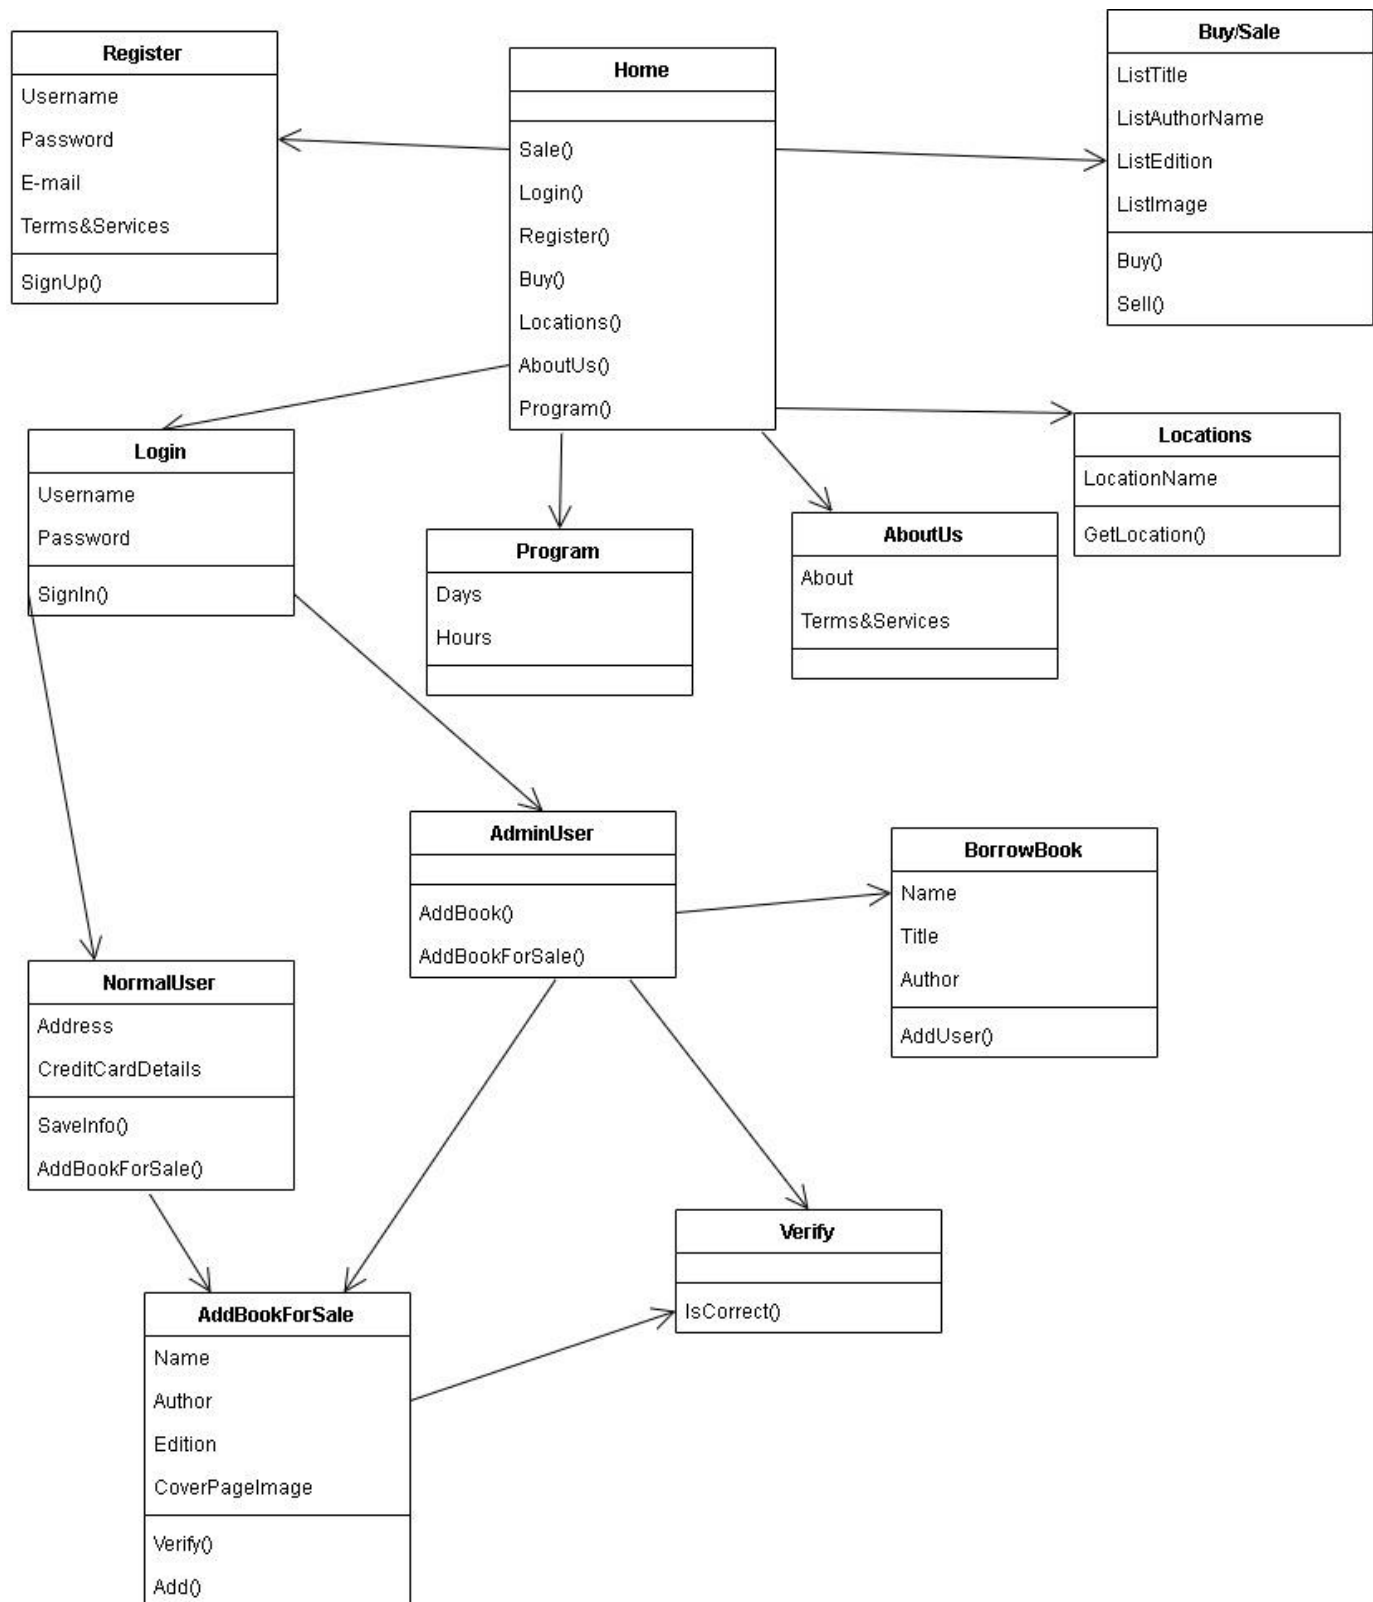 Register
Username
Password
E-mail
Terms&Services
SignUp()
Home
Sale()
Login()
Register()
Buy()
Locations()
AboutUs()
Program()
Buy/Sale
ListTitle
ListAuthorName
ListEdition
ListImage
Buy()
Sell()
Login
Username
Password
SignIn()
Program
Days
Hours
AboutUs
About
Terms&Services
Locations
LocationName
GetLocation()
AdminUser
AddBook()
AddBookForSale()
BorrowBook
Name
Title
Author
AddUser()
NormalUser
Address
CreditCardDetails
SaveInfo()
AddBookForSale()
Verify
IsCorrect()
AddBookForSale
Name
Author
Edition
CoverPageImage
Verify()
Add()